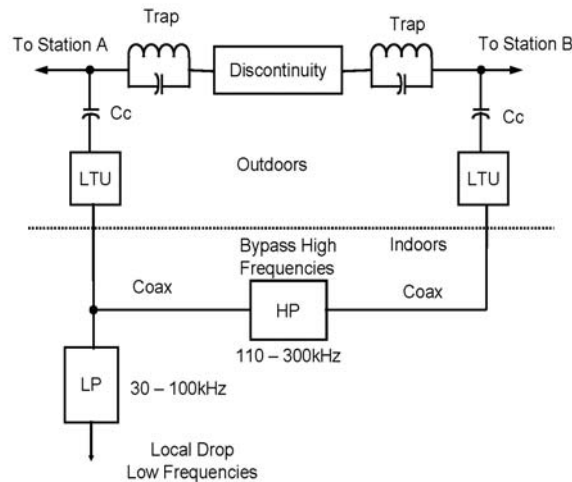 Trap
Trap
To Station A
To Station B
Discontinuity
Cc
Cc
LTU
Outdoors
LTU
Bypass High
Frequencies
Indoors
Coax
HP
Coax
110 – 300kHz
LP
30 – 100kHz
Local Drop
Low Frequencies